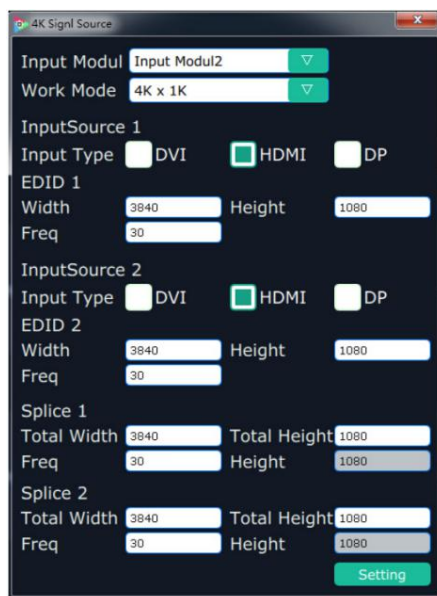 4K Signl Source
Input Modul Input Modul2
Work Mode 4K x 1K
InputSource 1
Input Type DVI HDMI DP
EDID 1
Width 3840 Height 1080
Freq 30
InputSource 2
Input Type DVI HDMI DP
EDID 2
Width 3840 Height 1080
Freq 30
Splice 1
Total Width 3840 Total Height 1080
Freq 30 Height 1080
Splice 2
Total Width 3840 Total Height 1080
Freq 30 Height 1080
Setting